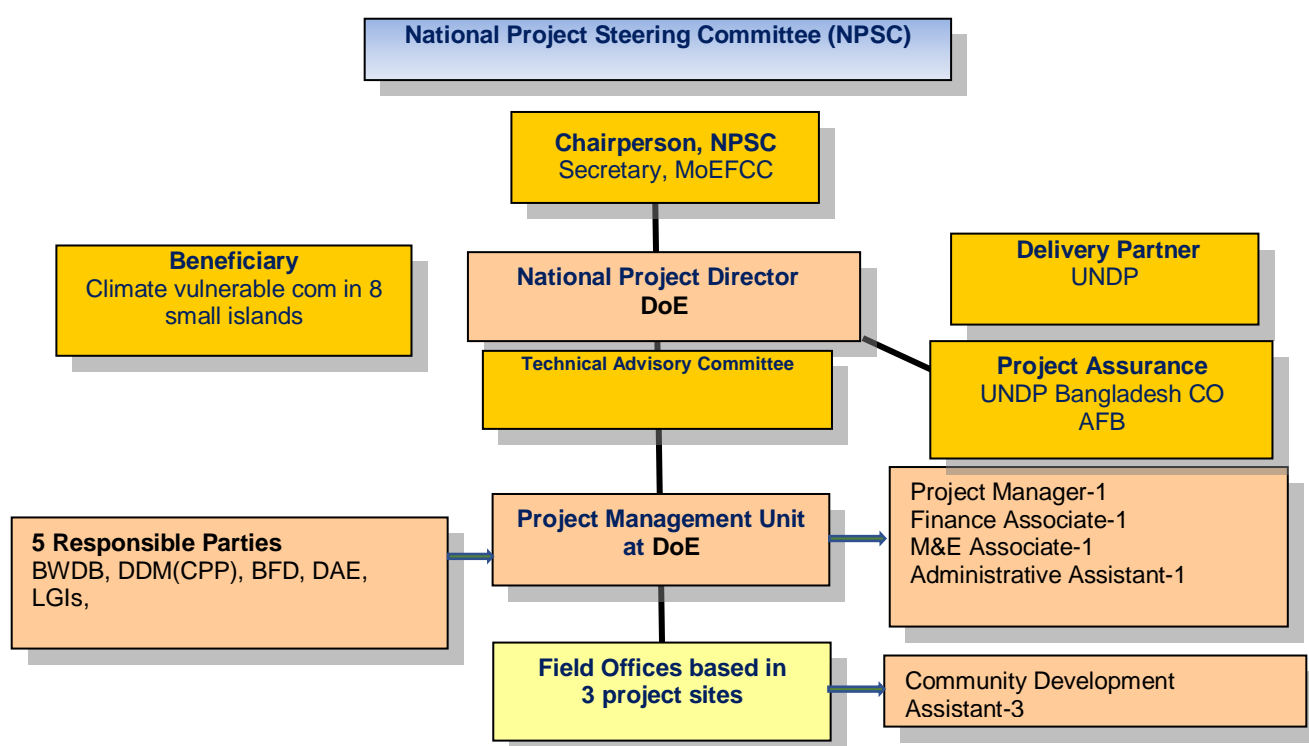 National Project Steering Committee (NPSC)
Chairperson, NPSC
Secretary, MoEFCC
Beneficiary
Climate vulnerable com in 8
small islands
National Project Director
DoE
Delivery Partner
UNDP
Technical Advisory Committee
Project Assurance
UNDP Bangladesh CO
AFB
5 Responsible Parties
BWDB, DDM(CPP), BFD, DAE,
LGIs,
Project Management Unit
at DoE
Project Manager-1
Finance Associate-1
M&E Associate-1
Administrative Assistant-1
Field Offices based in
3 project sites
Community Development
Assistant-3